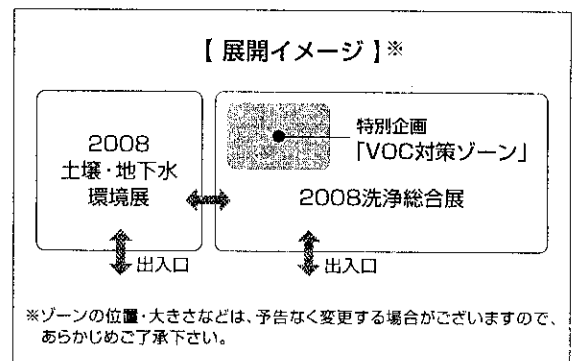 【 展開イメージ 】※
2008
土壌・地下水
環境展
特別企画
「VOC対策ゾーン」
2008洗浄総合展
出入口
出入口
※ゾーンの位置・大きさなどは、予告なく変更する場合がございますので、
あらかじめご了承下さい。